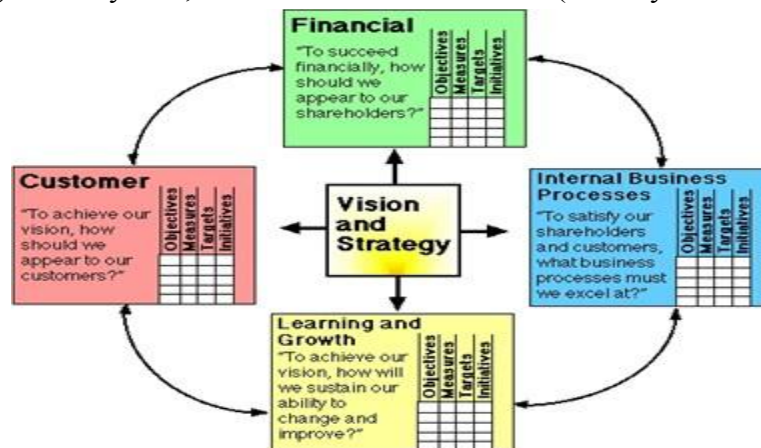 Financial
"To succeed
financially, how
should we
appear to our
shareholders?"
Objectives
Measures
Targets
Initiatives
Customer
"To achieve our
vision, how
should we
appear to our
customers?"
Objectives
Measures
Targets
Initiatives
Vision
and
Strategy
Internal Business
Processes
"To satisfy our
shareholders
and customers,
what business
processes must
we excel at?"
Objectives
Measures
Targets
Initiatives
Learning and
Growth
"To achieve our
vision, how will
we sustain our
ability to
change and
improve?"
Objectives
Measures
Targets
Initiatives